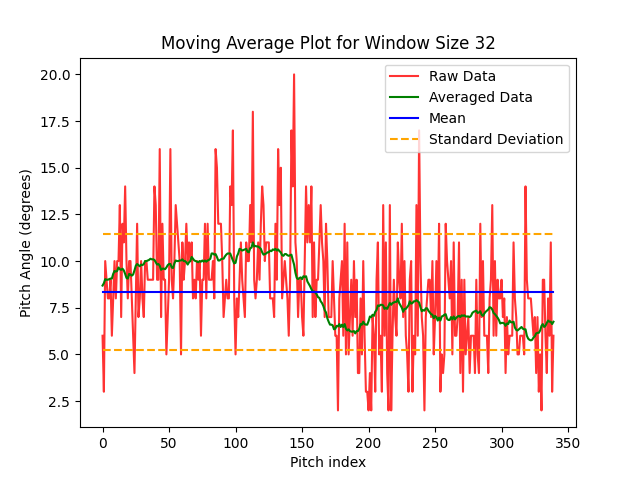 Moving Average Plot for Window Size 32
Raw Data
Averaged Data
Mean
Standard Deviation
20.0
17.5
15.0
12.5
10.0
7.5
5.0
2.5
Pitch Angle (degrees)
0 50 100 150 200 250 300 350
Pitch index